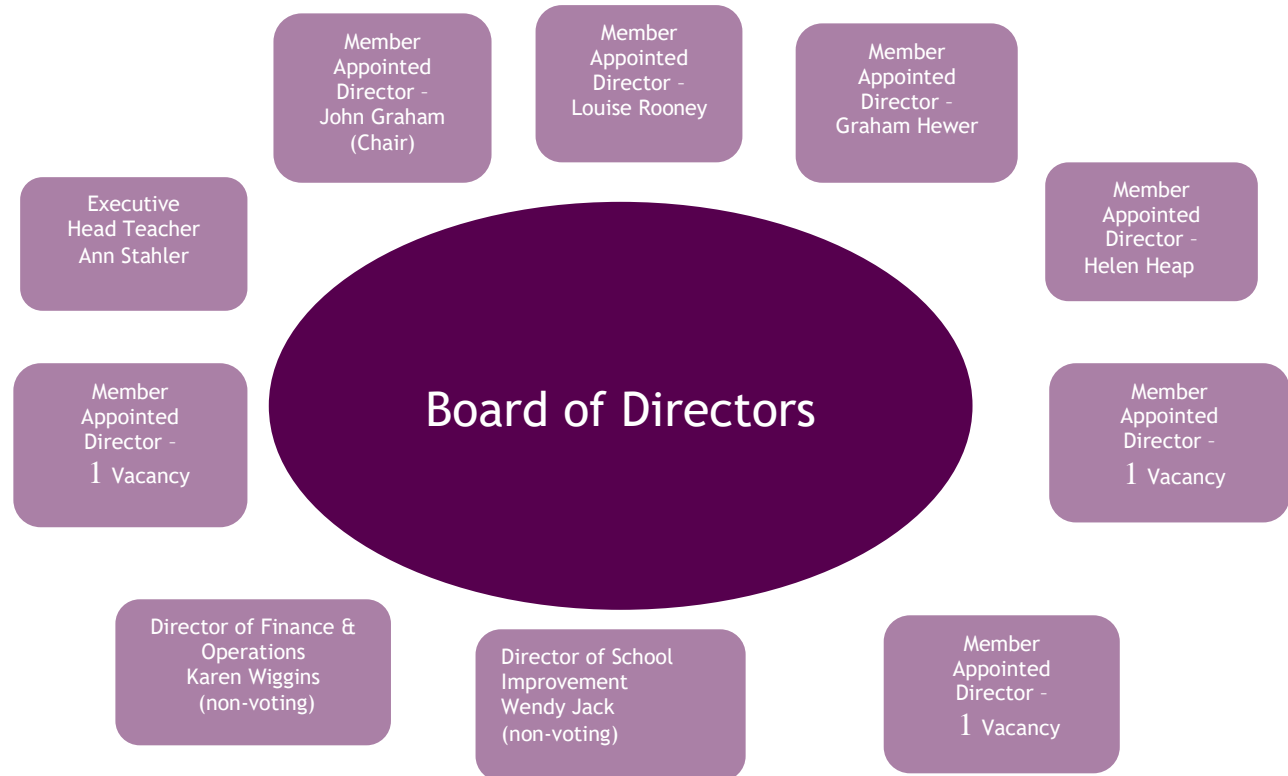 Member
Appointed
Director –
John Graham
(Chair)
Member
Appointed
Director –
Louise Rooney
Member
Appointed
Director –
Graham Hewer
Executive
Head Teacher
Ann Stahler
Member
Appointed
Director –
Helen Heap
Board of Directors
Member
Appointed
Director –
1 Vacancy
Member
Appointed
Director –
1 Vacancy
Director of Finance &
Operations
Karen Wiggins
(non-voting)
Director of School
Improvement
Wendy Jack
(non-voting)
Member
Appointed
Director –
1 Vacancy